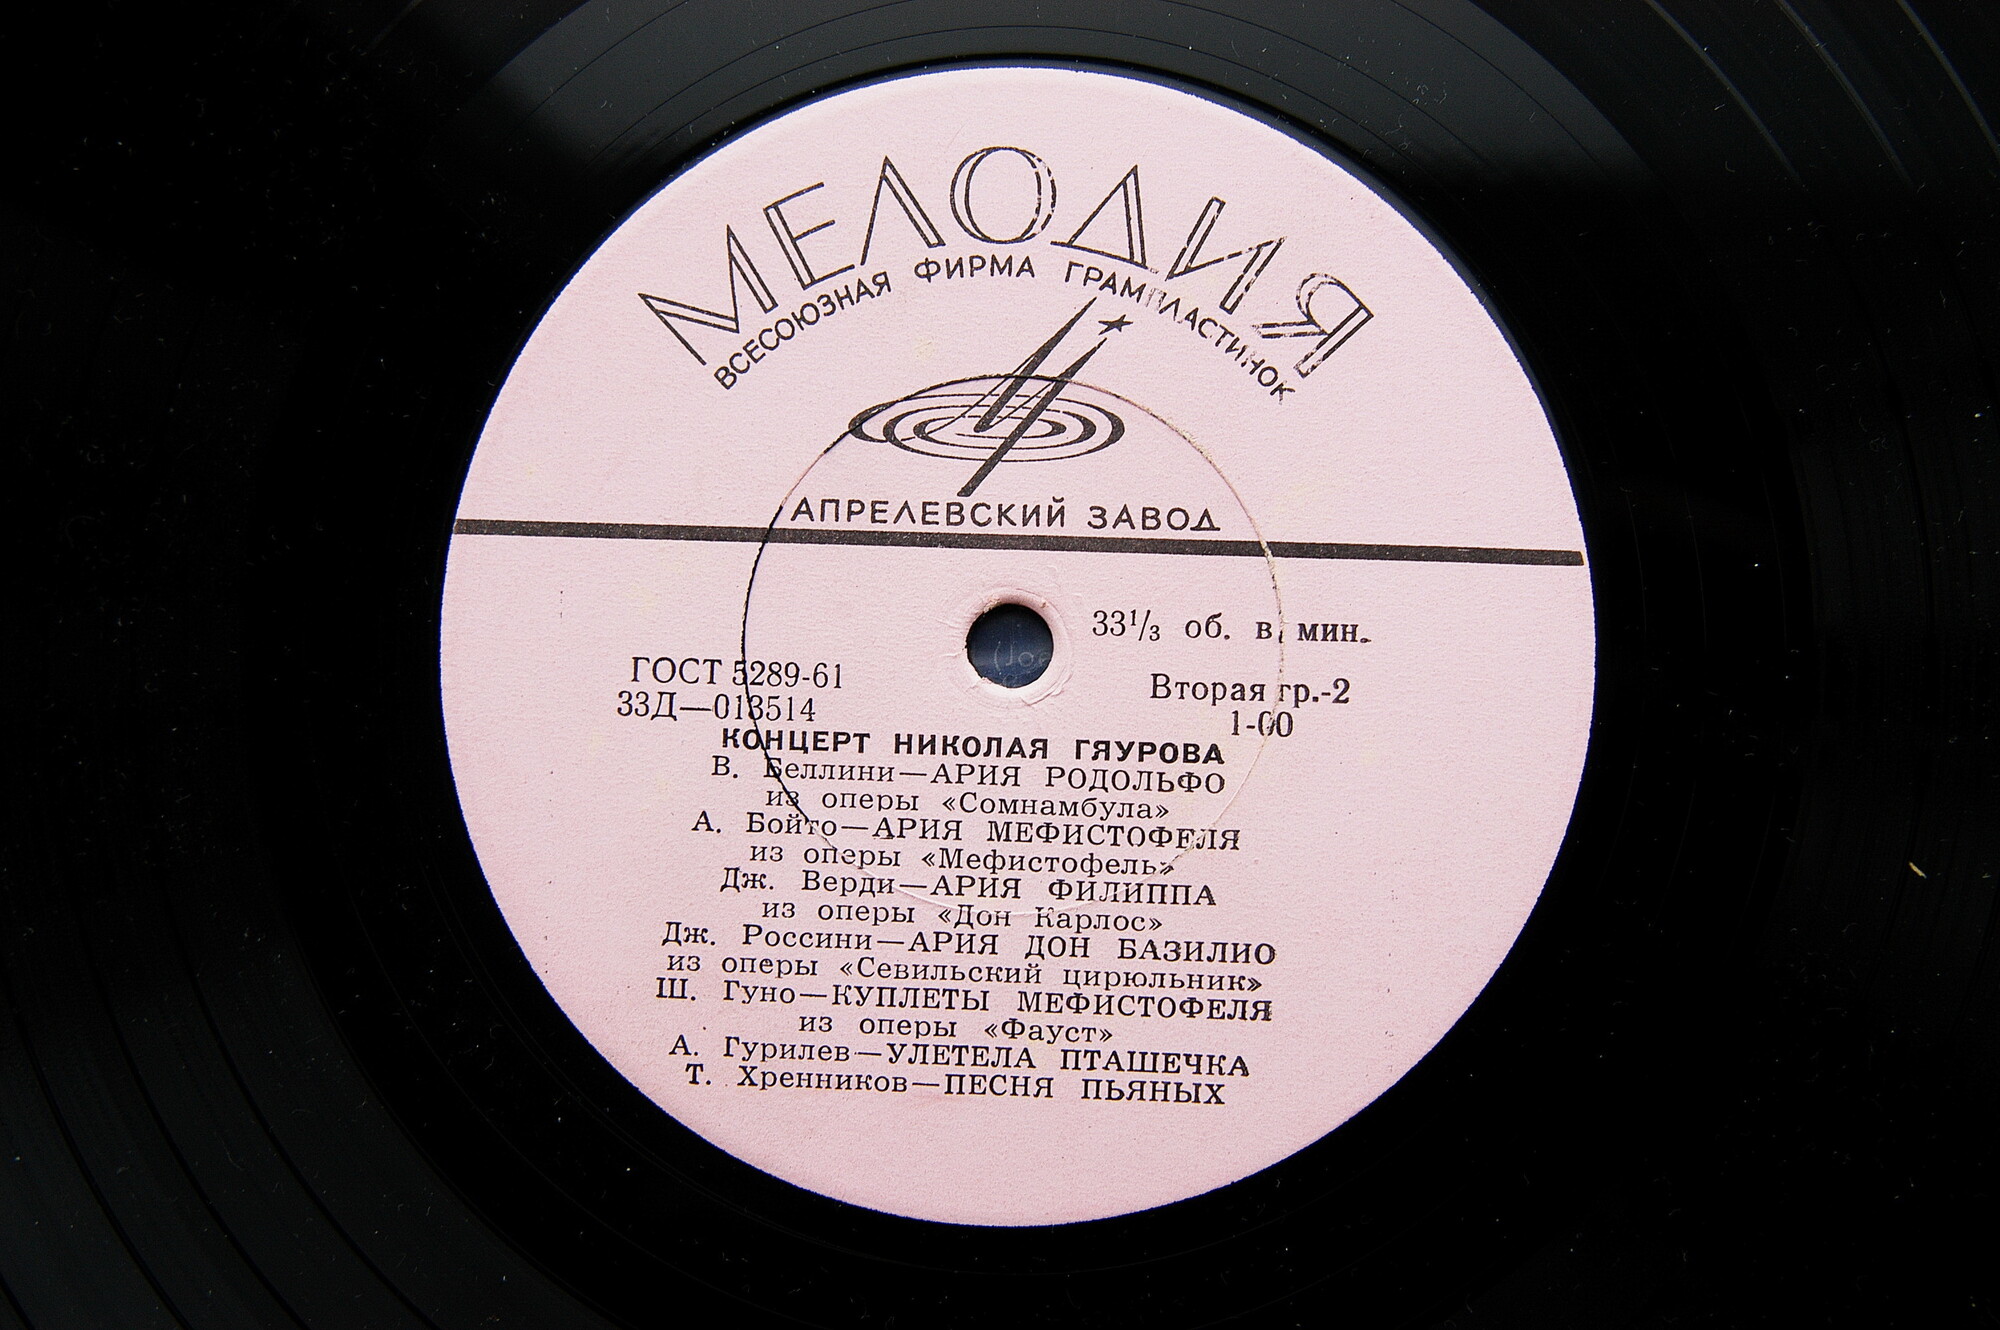 МЕЛОДИЯ
ВСЕСОЮЗНАЯ ФИРМА ГРАМПЛАСТИНОК
АПРЕЛЕВСКИЙ ЗАВОД
33¹/₃ об. в мин.
ГОСТ 5289-61
Вторая гр.-2
33Д—013514
1-00
КОНЦЕРТ НИКОЛАЯ ГЯУРОВА
В. Беллини—АРИЯ РОДОЛЬФО
из оперы «Сомнамбула»
А. Бойто—АРИЯ МЕФИСТОФЕЛЯ
из оперы «Мефистофель»
Дж. Верди—АРИЯ ФИЛИППА
из оперы «Дон Карлос»
Дж. Россини—АРИЯ ДОН БАЗИЛИО
из оперы «Севильский цирюльник»
Ш. Гуно—КУПЛЕТЫ МЕФИСТОФЕЛЯ
из оперы «Фауст»
А. Гурилев—УЛЕТЕЛА ПТАШЕЧКА
Т. Хренников—ПЕСНЯ ПЬЯНЫХ